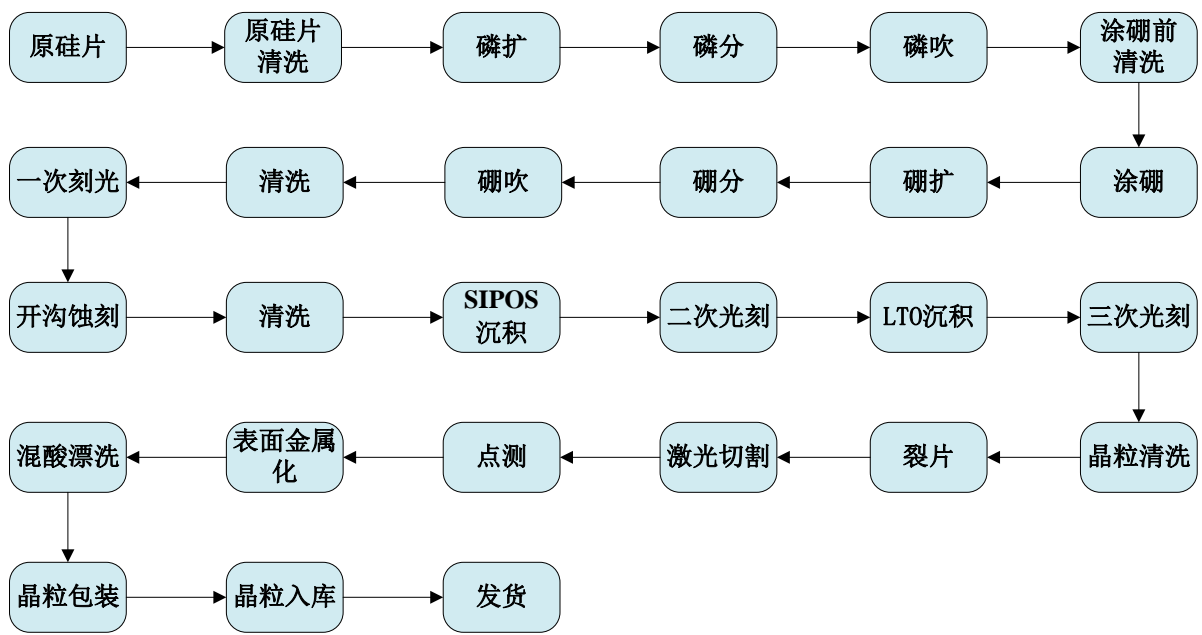 原硅片
原硅片
清洗
磷扩
磷分
磷吹
涂硼前
清洗
一次刻光
清洗
硼吹
硼分
硼扩
涂硼
开沟蚀刻
清洗
SIPOS
沉积
二次光刻
LTO沉积
三次光刻
混酸漂洗
表面金属
化
点测
激光切割
裂片
晶粒清洗
晶粒包装
晶粒入库
发货